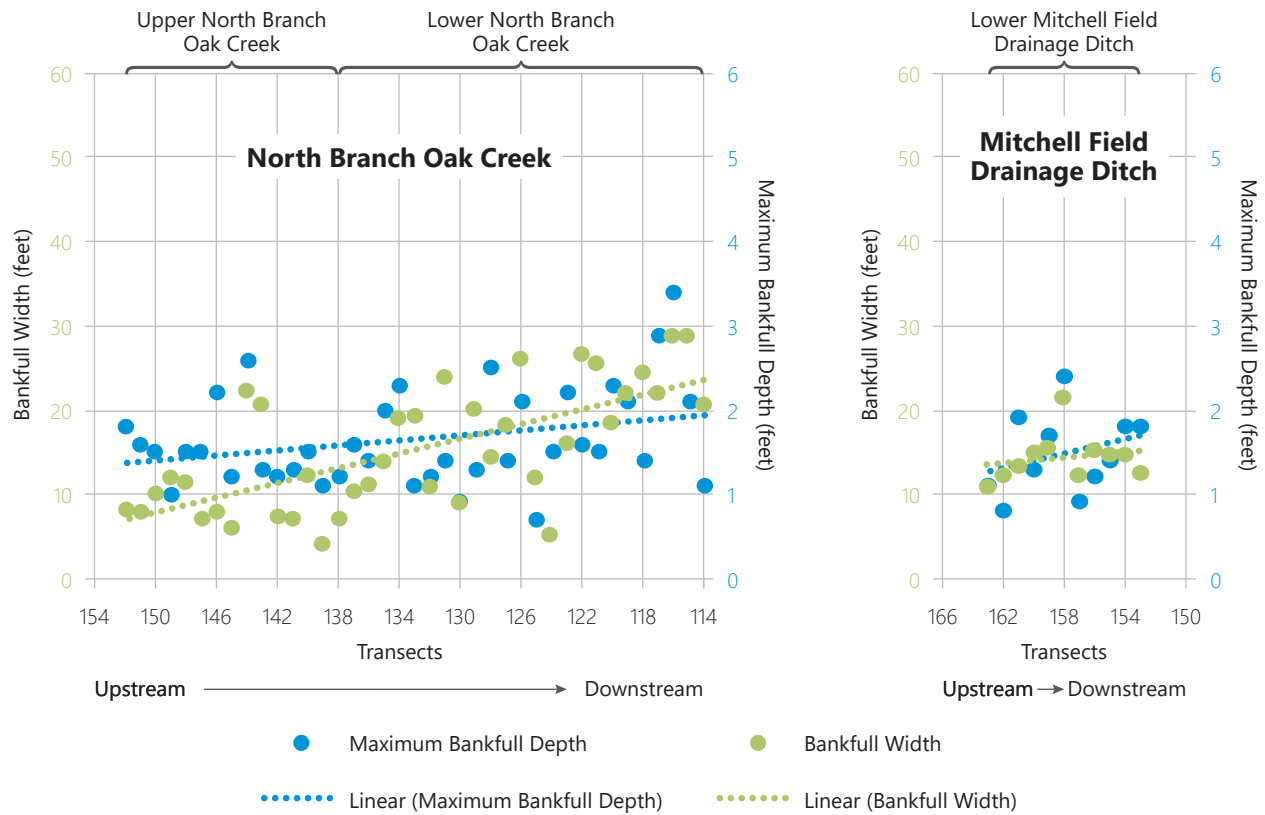 Upper North Branch
Oak Creek
Lower North Branch
Oak Creek
Lower Mitchell Field
Drainage Ditch
North Branch Oak Creek
Mitchell Field
Drainage Ditch
Bankfull Width (feet)
60
50
40
30
20
10
0
6
5
4
3
2
1
0
Maximum Bankfull Depth
(feet)
154 150 146 142 138 134 130 126 122 118 114
Transects
Upstream Downstream
Bankfull Width (feet)
60
50
40
30
20
10
0
6
5
4
3
2
1
0
Maximum Bankfull Depth
(feet)
166 162 158 154 150
Transects
Upstream Downstream
Maximum Bankfull Depth
Bankfull Width
Linear (Maximum Bankfull Depth)
Linear (Bankfull Width)